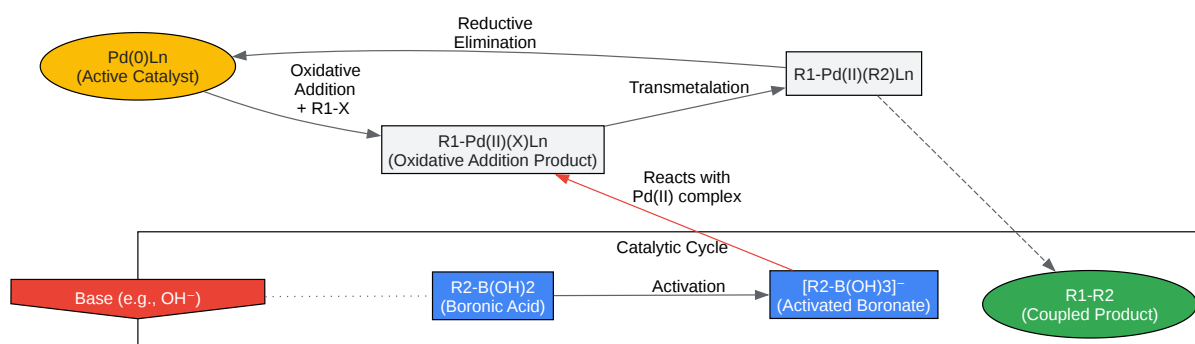 Pd(0)Ln
(Active Catalyst)
Reductive
Elimination
Oxidative
Addition
+ R1-X
Transmetalation
R1-Pd(II)(R2)Ln
R1-Pd(II)(X)Ln
(Oxidative Addition Product)
Reacts with
Pd(II) complex
Catalytic Cycle
Base (e.g., OH⁻)
R2-B(OH)2
(Boronic Acid)
Activation
[R2-B(OH)3]⁻
(Activated Boronate)
R1-R2
(Coupled Product)